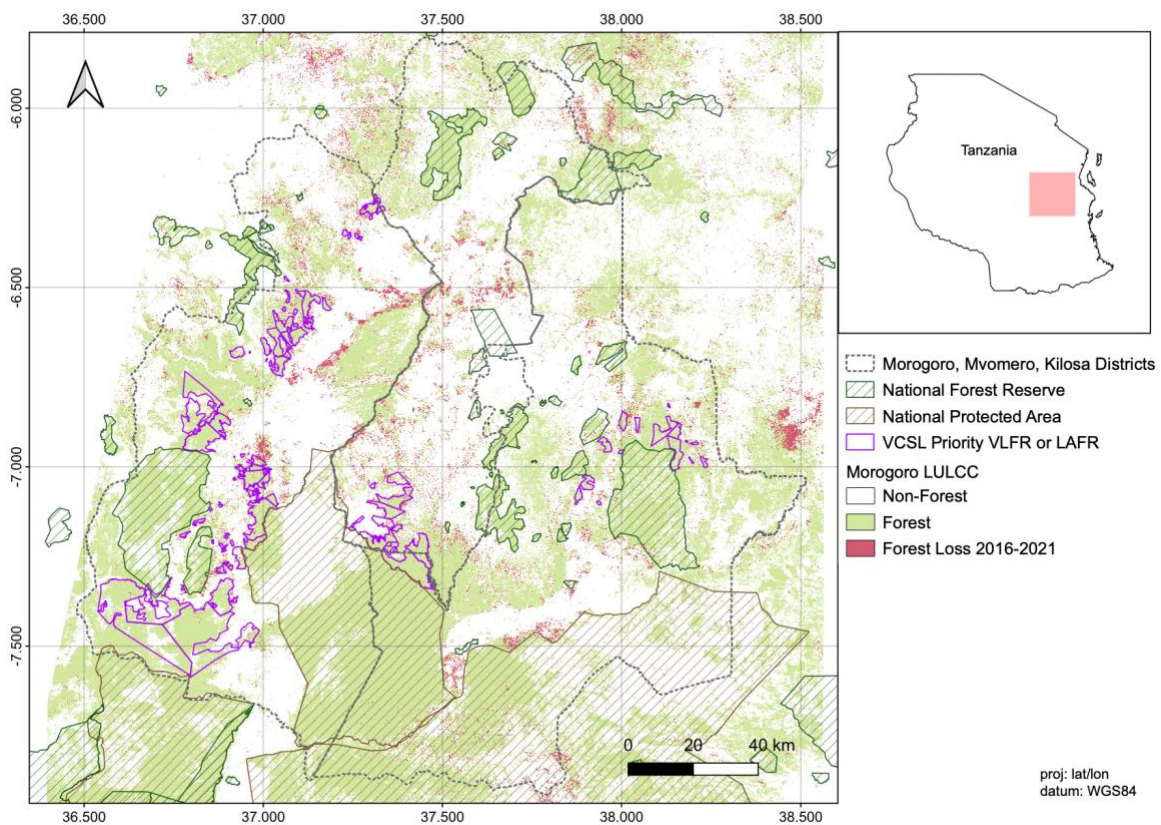 36.500 37.000 37.500 38.000 38.500
-6.0000
-6.500
-7.000
-7.500
36.500 37.000 37.500 38.000 38.500
0 20 40 km
Tanzania
Morogoro, Mvomero, Kilosa Districts
National Forest Reserve
National Protected Area
VCSL Priority VLFR or LAFR
Morogoro LULCC
Non-Forest
Forest
Forest Loss 2016-2021
proj: lat/lon
datum: WGS84